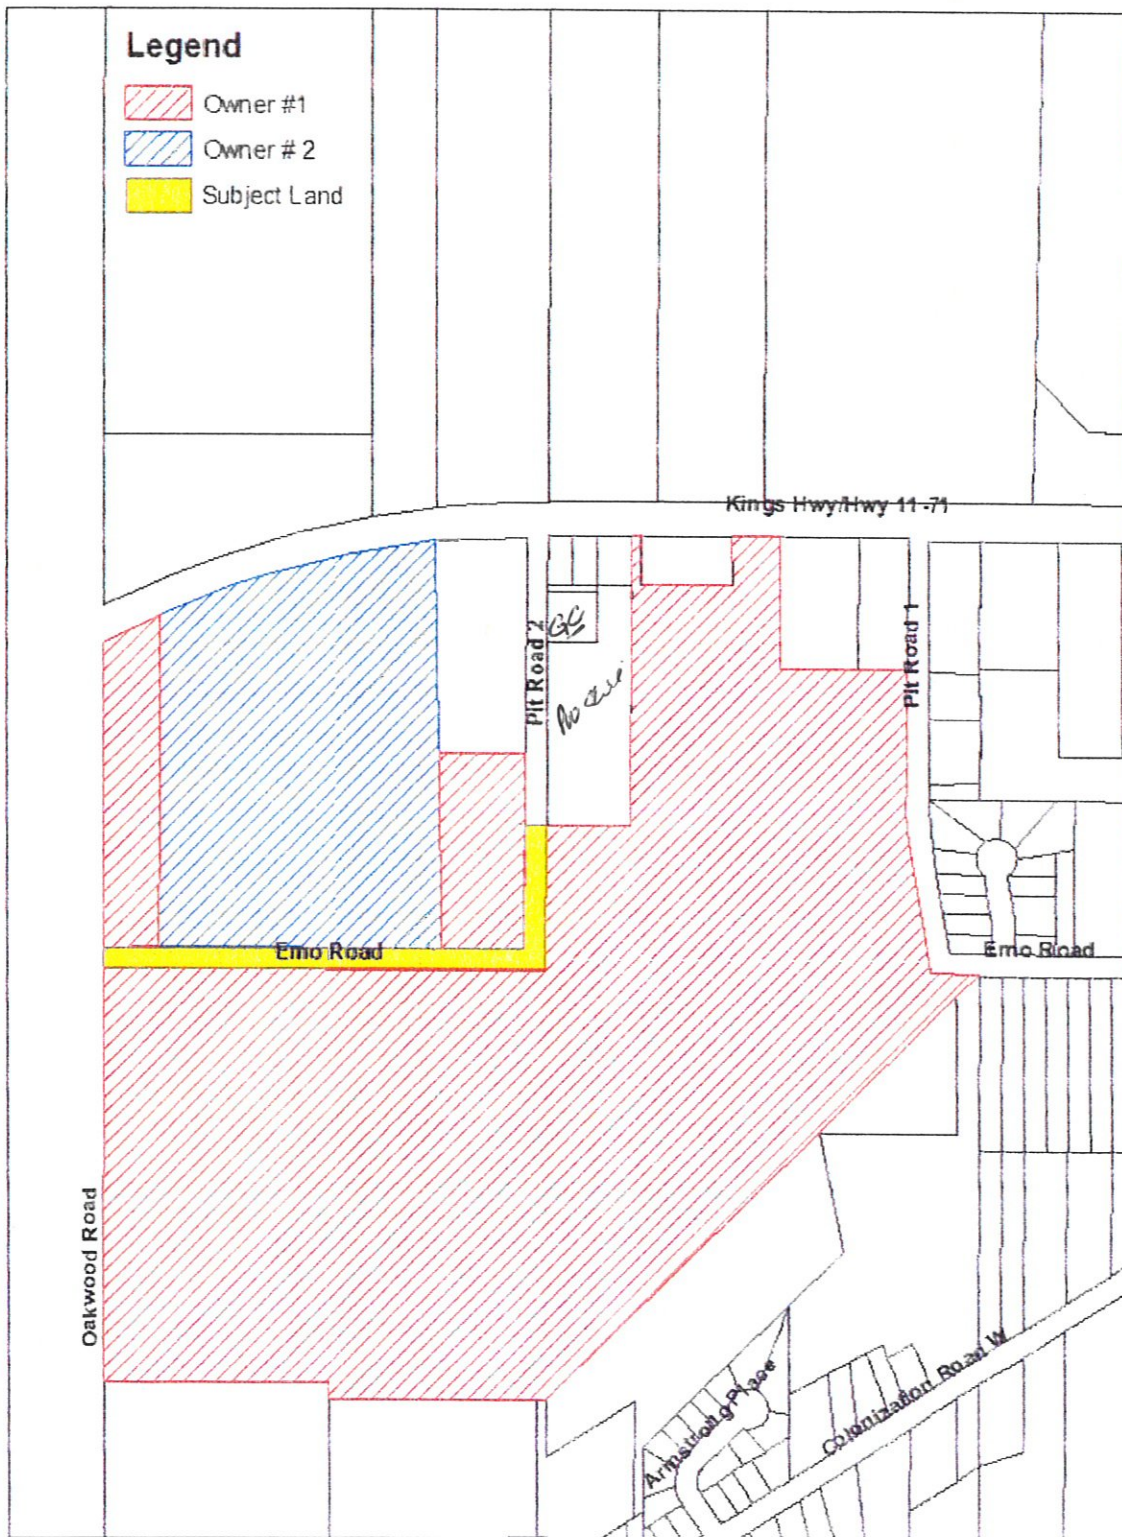 Legend
Owner #1
Owner # 2
Subject Land
Kings Hwy/Hwy 11-71
Pit Road 2
GC
Pit Road 1
Emo Road
Emo Road
Oakwood Road
Armstrong Place
Colonization Road W